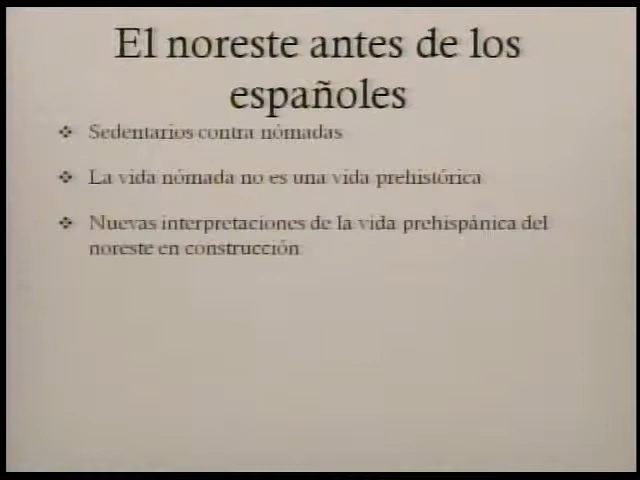 El noreste antes de los
españoles
❖ Sedentarios contra nómadas
❖ La vida nómada no es una vida prehistórica
❖ Nuevas interpretaciones de la vida prehispánica del
noreste en construcción